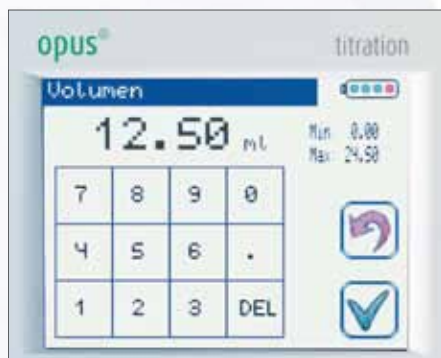 opus® titration
Volumen
12.50 ml
Min 0.00
Max 24.50
7 8 9 0
4 5 6 .
1 2 3 DEL